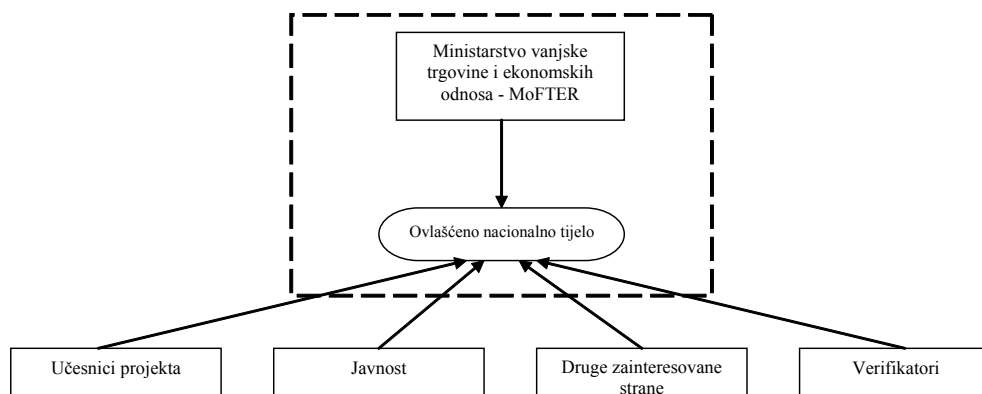 Ministarstvo vanjske
trgovine i ekonomskih
odnosa - MoFTER
Ovlašćeno nacionalno tijelo
Učesnici projekta
Javnost
Druge zainteresovane
strane
Verifikatori